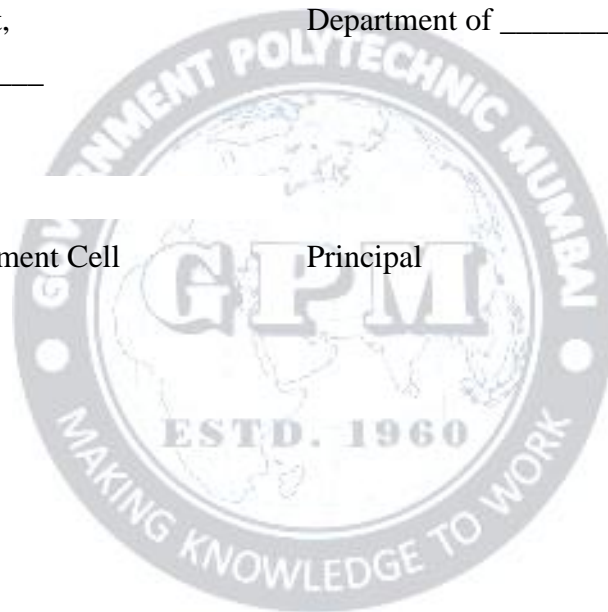 t, Department of ________
___
ment Cell Principal
GOVERNMENT POLYTECHNIC MUMBAI
GPM
ESTD. 1960
MAKING KNOWLEDGE TO WORK